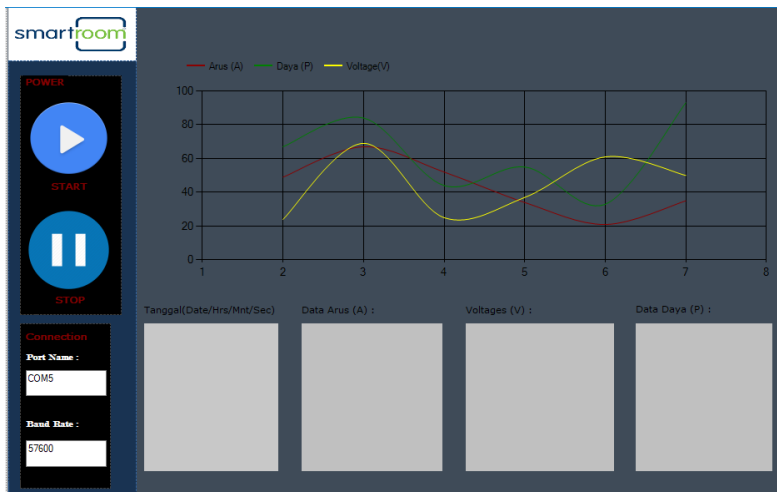 smartroom
POWER
START
STOP
Connection
Port Name :
COM5
Baud Rate :
57600
Arus (A) Daya (P) Voltage(V)
100
80
60
40
20
0
1 2 3 4 5 6 7 8
Tanggal(Date/Hrs/Mnt/Sec) Data Arus (A) : Voltages (V) : Data Daya (P) :